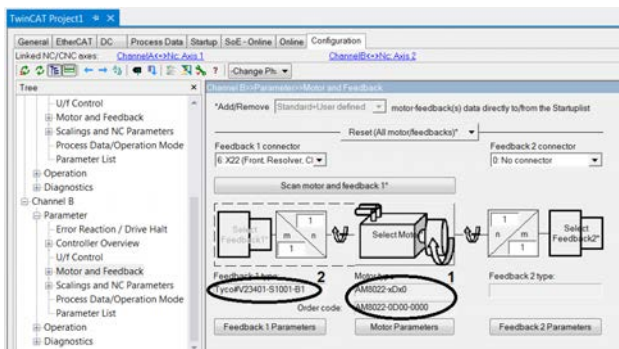 TwinCAT Project1
General EtherCAT DC Process Data Startup SoE - Online Online Configuration
Linked NC/CNC axes: ChannelA<->Nc: Axis 1 ChannelB<->Nc: Axis 2
-Change Ph.
Tree
Channel B>>Parameter>>Motor and Feedback
U/f Control
Motor and Feedback
Scalings and NC Parameters
Process Data/Operation Mode
Parameter List
Operation
Diagnostics
Channel B
Parameter
Error Reaction / Drive Halt
Controller Overview
U/f Control
Motor and Feedback
Scalings and NC Parameters
Process Data/Operation Mode
Parameter List
Operation
Diagnostics
*Add/Remove Standard+User defined motor-feedback(s) data directly to/from the Startuplist
Reset (All motor/feedbacks)*
Feedback 1 connector Feedback 2 connector
6: X22 (Front, Resolver, Cl 0: No connector
Scan motor and feedback 1*
Select Feedback1* 1 m n 1 Select Moto 1 n m 1 Select Feedback2*
Feedback 1 type: 2 Motor type: 1 Feedback 2 type:
Tyco#V23401-S1001-B1 AM8022-xDx0
Order code: AM8022-0D00-0000
Feedback 1 Parameters Motor Parameters Feedback 2 Parameters